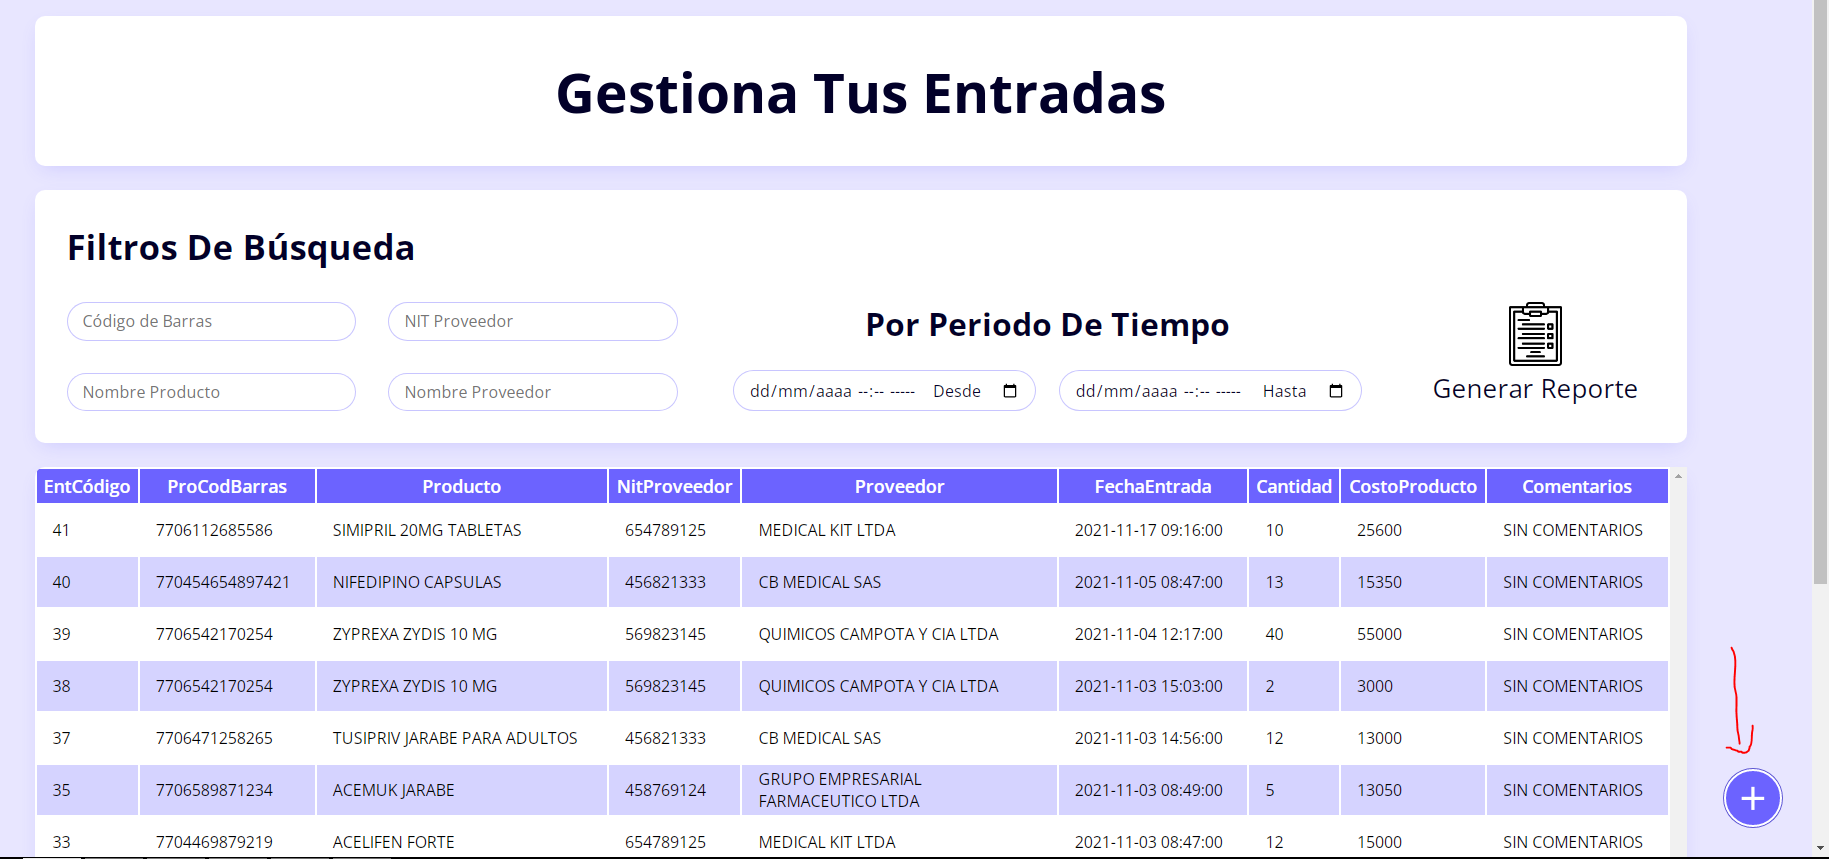 Gestiona Tus Entradas
Filtros De Búsqueda
Código de Barras
NIT Proveedor
Nombre Producto
Nombre Proveedor
Por Periodo De Tiempo
dd/mm/aaaa --:-- ----- Desde
dd/mm/aaaa --:-- ----- Hasta
Generar Reporte
EntCódigo ProCodBarras Producto NitProveedor Proveedor FechaEntrada Cantidad CostoProducto Comentarios
41 7706112685586 SIMIPRIL 20MG TABLETAS 654789125 MEDICAL KIT LTDA 2021-11-17 09:16:00 10 25600 SIN COMENTARIOS
40 770454654897421 NIFEDIPINO CAPSULAS 456821333 CB MEDICAL SAS 2021-11-05 08:47:00 13 15350 SIN COMENTARIOS
39 7706542170254 ZYPREXA ZYDIS 10 MG 569823145 QUIMICOS CAMPOTA Y CIA LTDA 2021-11-04 12:17:00 40 55000 SIN COMENTARIOS
38 7706542170254 ZYPREXA ZYDIS 10 MG 569823145 QUIMICOS CAMPOTA Y CIA LTDA 2021-11-03 15:03:00 2 3000 SIN COMENTARIOS
37 7706471258265 TUSIPRIV JARABE PARA ADULTOS 456821333 CB MEDICAL SAS 2021-11-03 14:56:00 12 13000 SIN COMENTARIOS
35 7706589871234 ACEMUK JARABE 458769124 GRUPO EMPRESARIAL FARMACEUTICO LTDA 2021-11-03 08:49:00 5 13050 SIN COMENTARIOS
33 7704469879219 ACELIFEN FORTE 654789125 MEDICAL KIT LTDA 2021-11-03 08:47:00 12 15000 SIN COMENTARIOS